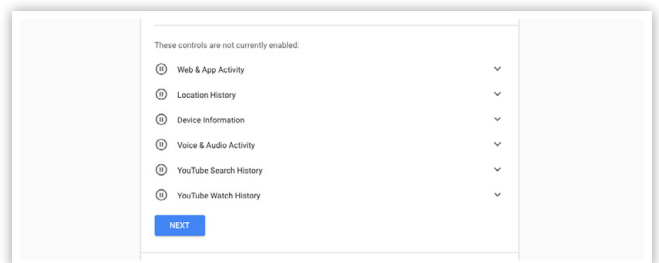 These controls are not currently enabled:
Web & App Activity
Location History
Device Information
Voice & Audio Activity
YouTube Search History
YouTube Watch History
NEXT